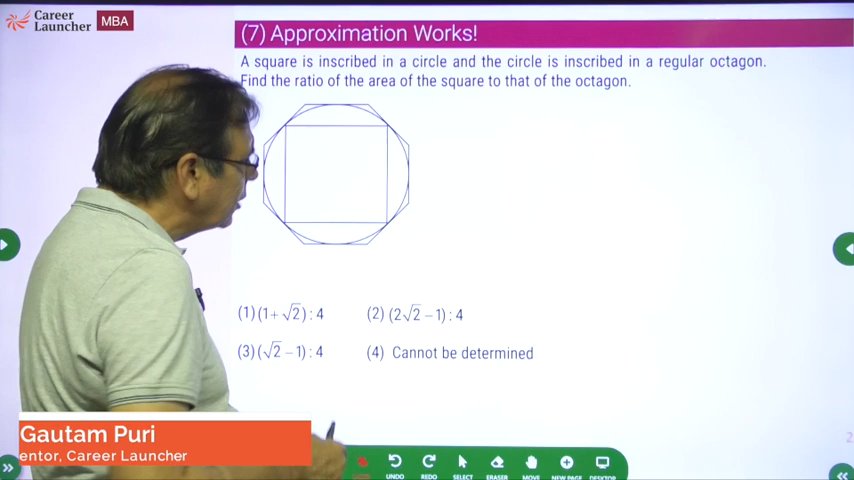 Career
Launcher
MBA
(7) Approximation Works!
A square is inscribed in a circle and the circle is inscribed in a regular octagon.
Find the ratio of the area of the square to that of the octagon.
(1) (1+ √2) : 4
(2) (2√2 – 1) : 4
(3) (√2 – 1) : 4
(4) Cannot be determined
Gautam Puri
entor, Career Launcher
UNDO
REDO
SELECT
ERASER
MOVE
NEW PAGE
DESKTOP
2